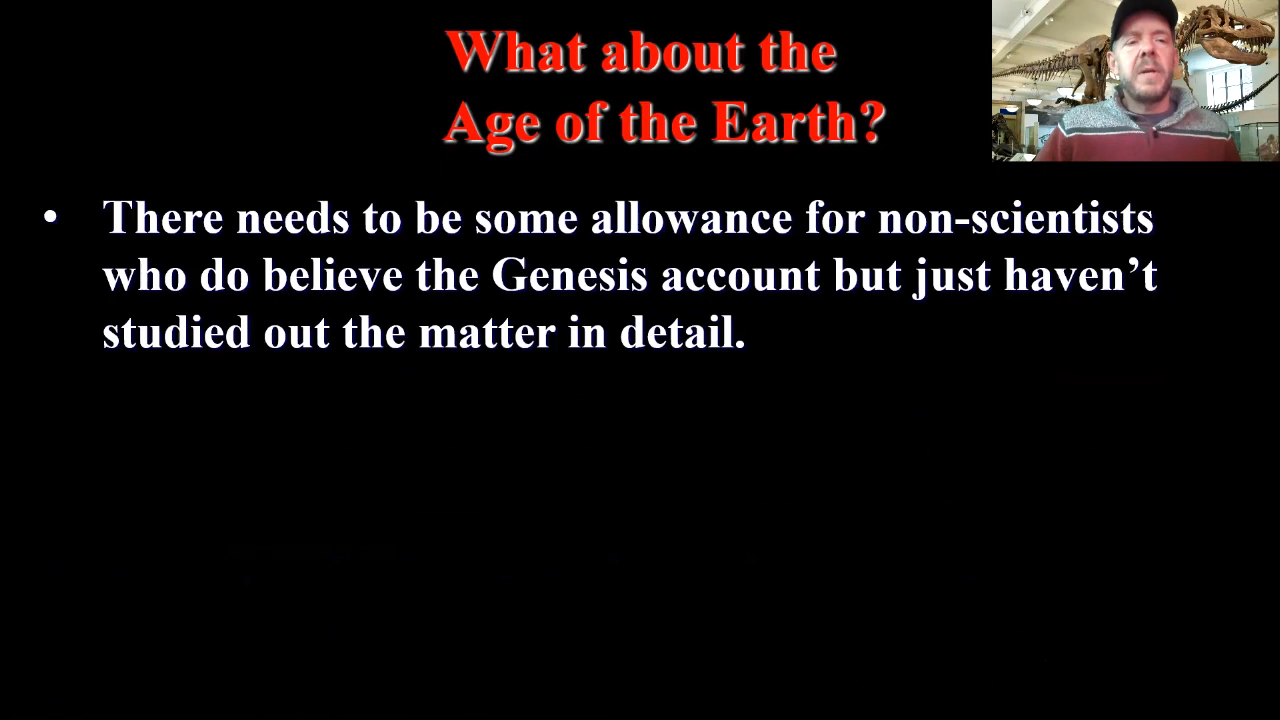 What about the
Age of the Earth?
• There needs to be some allowance for non-scientists
who do believe the Genesis account but just haven’t
studied out the matter in detail.